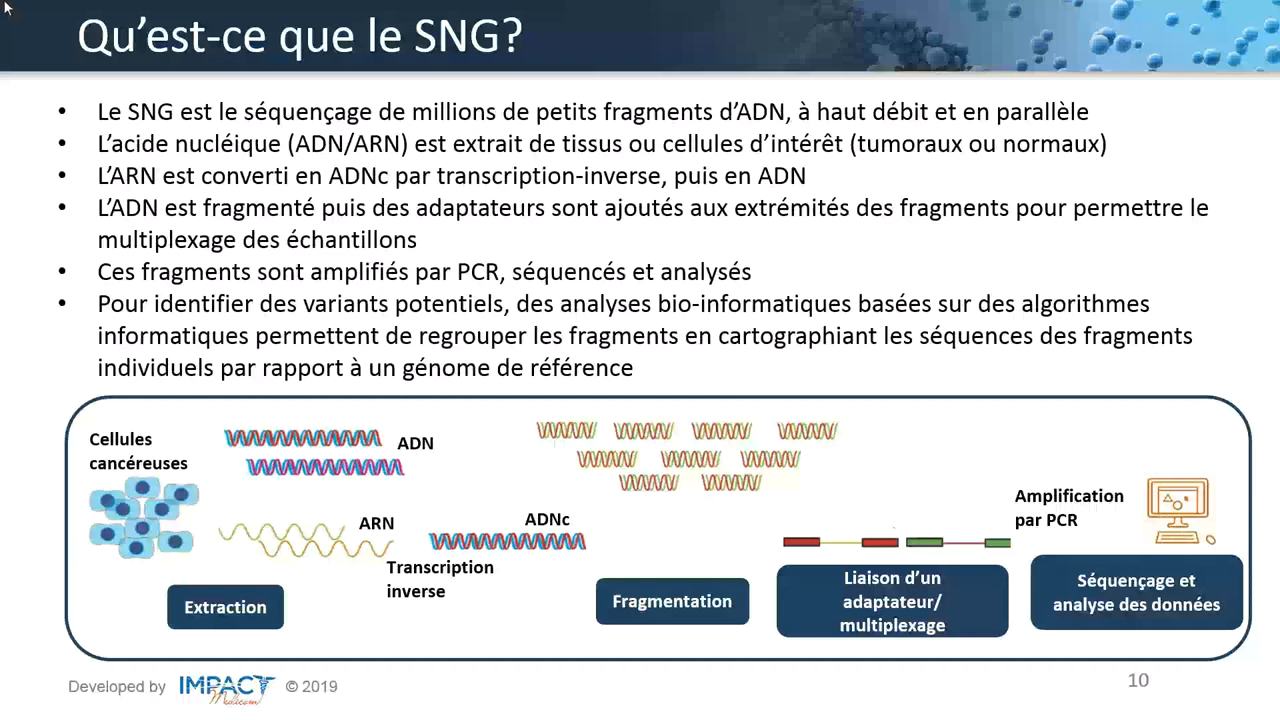 Qu'est-ce que le SNG?
• Le SNG est le séquençage de millions de petits fragments d'ADN, à haut débit et en parallèle
• L'acide nucléique (ADN/ARN) est extrait de tissus ou cellules d'intérêt (tumoraux ou normaux)
• L'ARN est converti en ADNc par transcription-inverse, puis en ADN
• L'ADN est fragmenté puis des adaptateurs sont ajoutés aux extrémités des fragments pour permettre le
multiplexage des échantillons
• Ces fragments sont amplifiés par PCR, séquencés et analysés
• Pour identifier des variants potentiels, des analyses bio-informatiques basées sur des algorithmes
informatiques permettent de regrouper les fragments en cartographiant les séquences des fragments
individuels par rapport à un génome de référence
Cellules
cancéreuses
ADN
ARN
ADNc
Transcription
inverse
Amplification
par PCR
Extraction
Fragmentation
Liaison d'un
adaptateur/
multiplexage
Séquençage et
analyse des données
Developed by IMPACT Medicom © 2019
10